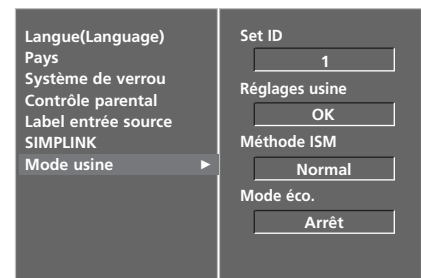 Langue(Language)
Pays
Système de verrou
Contrôle parental
Label entrée source
SIMPLINK
Mode usine ►
Set ID
1
Réglages usine
OK
Méthode ISM
Normal
Mode éco.
Arrêt